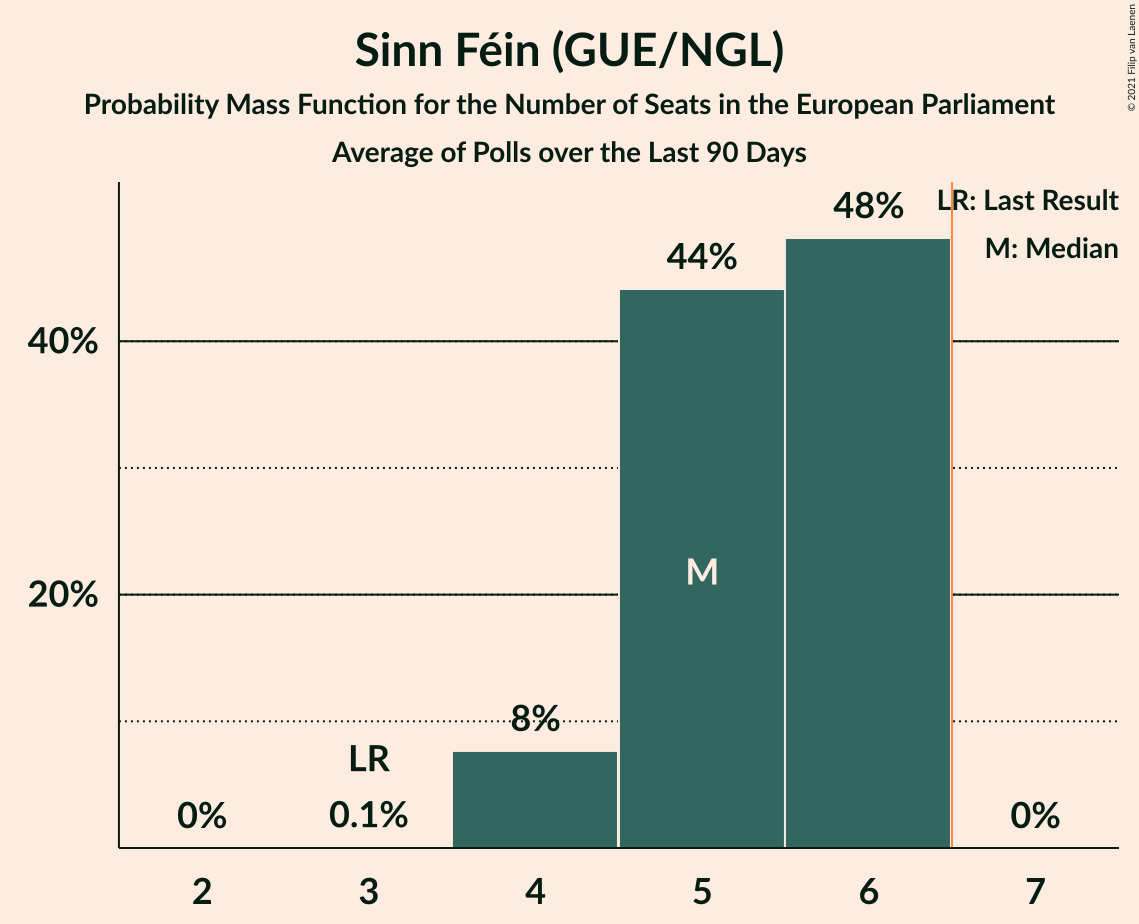 Sinn Féin (GUE/NGL)
Probability Mass Function for the Number of Seats in the European Parliament
Average of Polls over the Last 90 Days
© 2021 Filip van Laenen
LR: Last Result
M: Median
48%
44%
40%
M
20%
8%
LR
0%
0.1%
0%
2
3
4
5
6
7